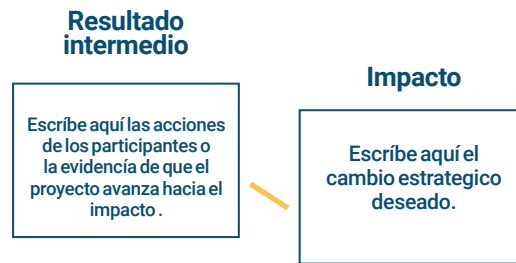 Resultado
intermedio
Escríbe aquí las acciones
de los participantes o
la evidencía de que el
proyecto avanza hacia el
impacto .
Impacto
Escríbe aquí el
cambio estrategico
deseado.